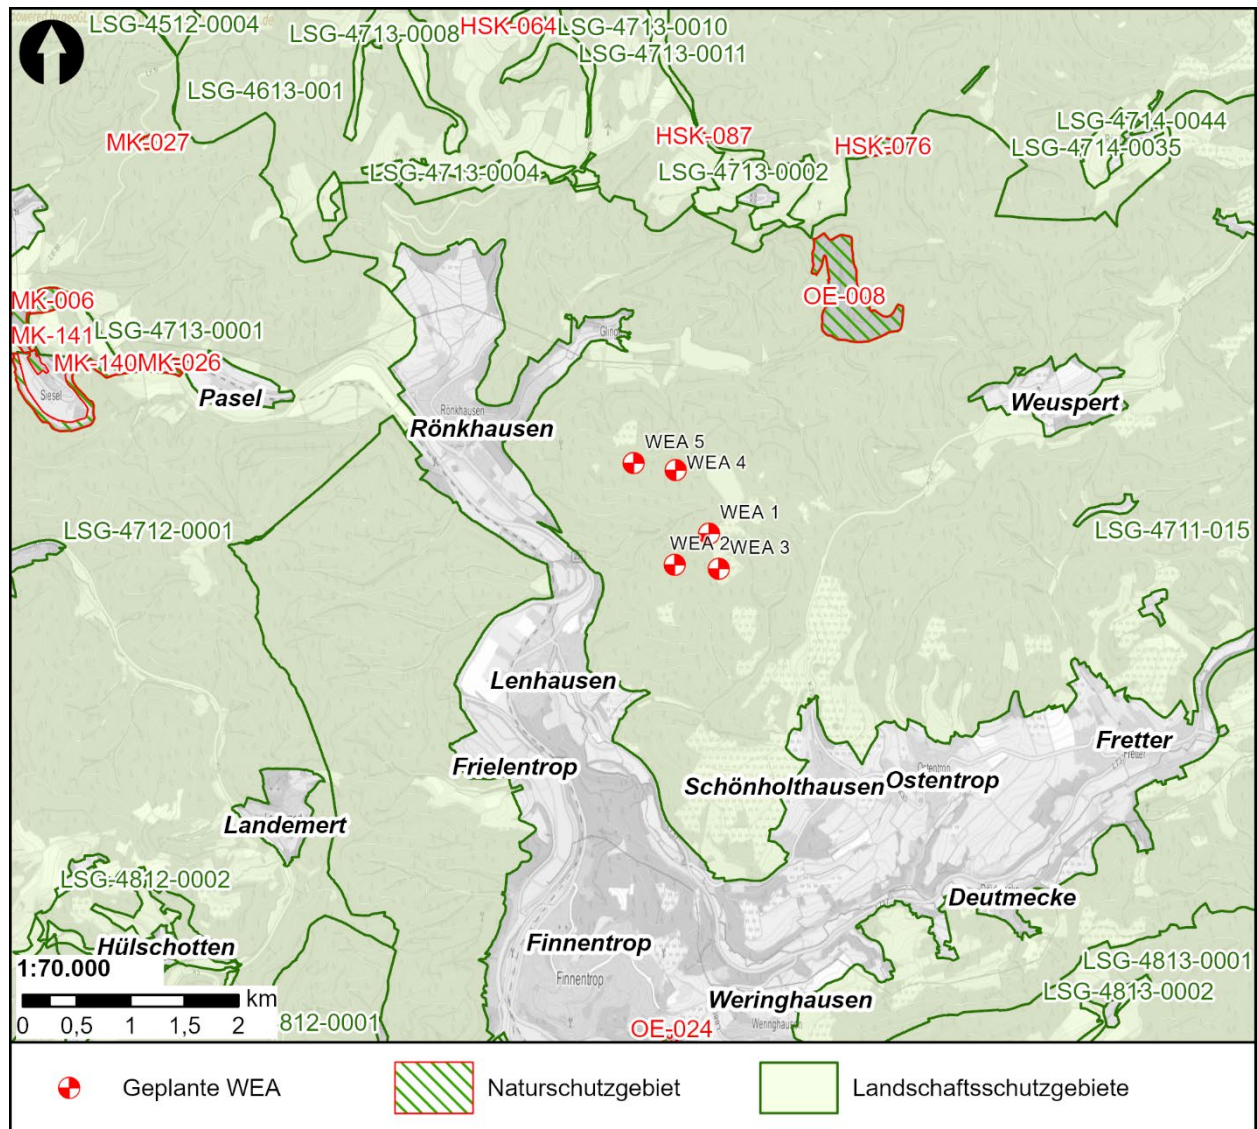 LSG-4512-0004
LSG-4713-0008
HSK-064
LSG-4713-0010
LSG-4713-0011
LSG-4613-001
MK-027
HSK-087
HSK-076
LSG-4714-0044
LSG-4714-0035
LSG-4713-0004
LSG-4713-0002
MK-006
OE-008
MK-141
LSG-4713-0001
MK-140
MK-026
Siesel
Pasel
Rönkhausen
Rönkhausen
Weuspert
WEA 5
WEA 4
WEA 1
WEA 2
WEA 3
LSG-4712-0001
LSG-4711-015
Lenhausen
Frielentrop
Schönholthausen
Ostentrop
Fretter
Fretter
Landemert
LSG-4812-0002
Deutmecke
Hülschotten
Finnentrop
Finnentrop
LSG-4813-0001
LSG-4813-0002
Weringhausen
Weringhausen
OE-024
812-0001
1:70.000
km
0 0,5 1 1,5 2
Geplante WEA
Naturschutzgebiet
Landschaftsschutzgebiete